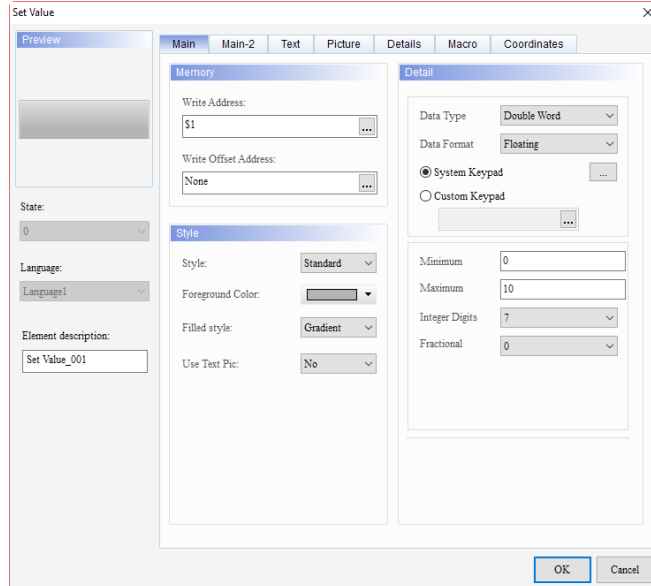 Set Value
Preview
Main Main-2 Text Picture Details Macro Coordinates
Memory
Write Address:
$1
...
Write Offset Address:
None
...
Detail
Data Type Double Word
Data Format Floating
System Keypad ...
Custom Keypad
...
State:
0
Language:
Language1
Element description:
Set Value_001
Style
Style: Standard
Foreground Color:
Filled style: Gradient
Use Text Pic: No
Minimum 0
Maximum 10
Integer Digits 7
Fractional 0
OK Cancel